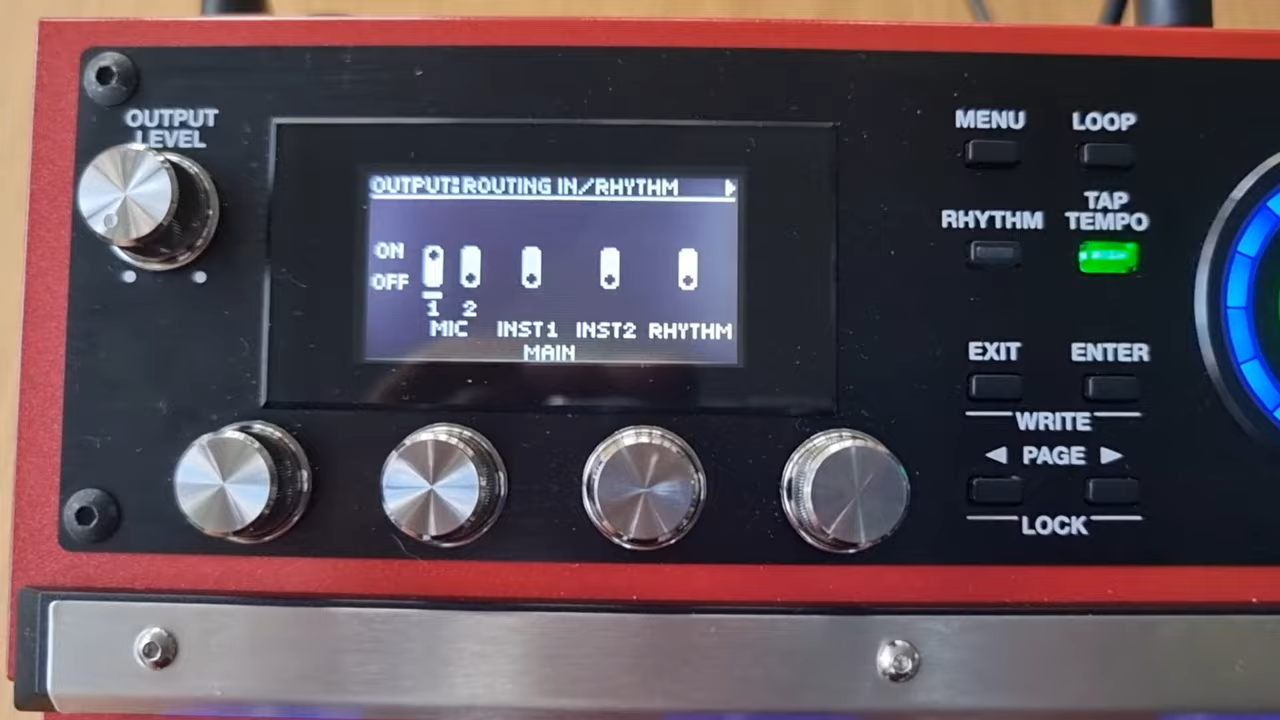 OUTPUT
LEVEL
OUTPUT:ROUTING IN/RHYTHM
ON
OFF
1 2
MIC INST1 INST2 RHYTHM
MAIN
MENU LOOP
RHYTHM TAP
TEMPO
EXIT ENTER
WRITE
PAGE
LOCK